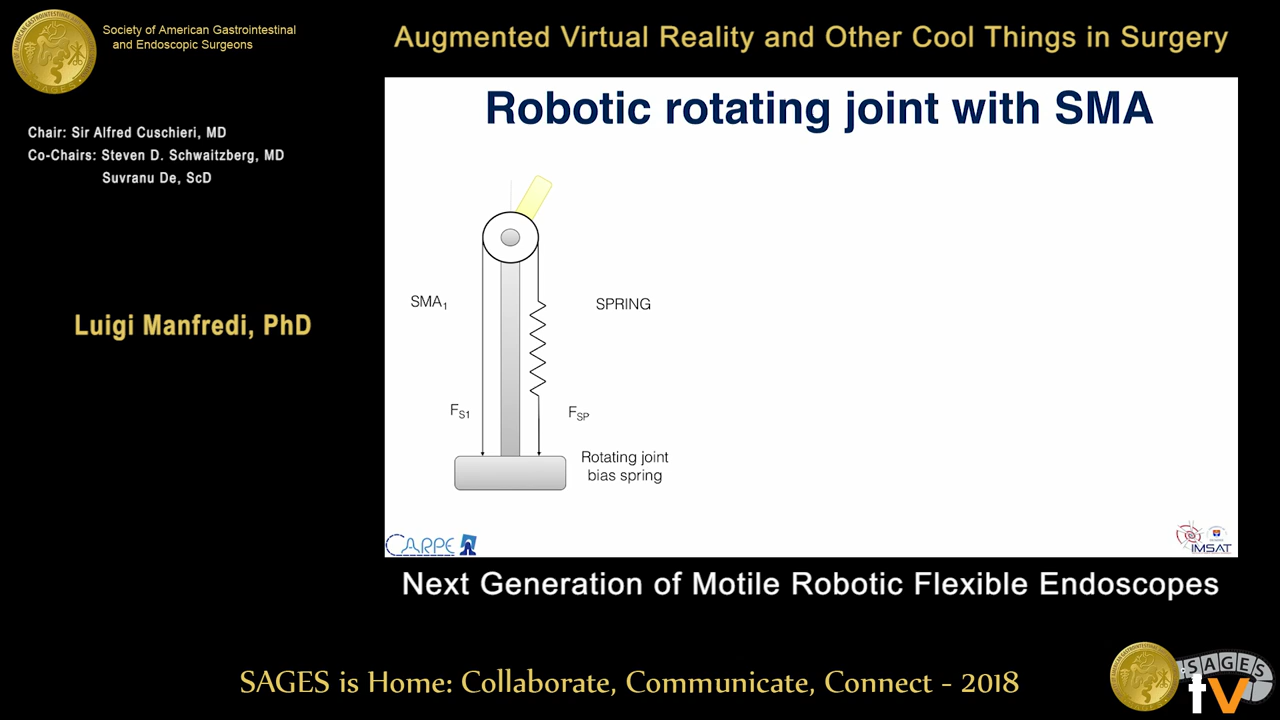 Society of American Gastrointestinal
and Endoscopic Surgeons
Augmented Virtual Reality and Other Cool Things in Surgery
Chair: Sir Alfred Cuschieri, MD
Co-Chairs: Steven D. Schwaitzberg, MD
Suvranu De, ScD
Luigi Manfredi, PhD
Robotic rotating joint with SMA
SMA1
SPRING
FS1
FSP
Rotating joint
bias spring
CARPE
IMSAT
Next Generation of Motile Robotic Flexible Endoscopes
SAGES is Home: Collaborate, Communicate, Connect - 2018
SAGES
tv